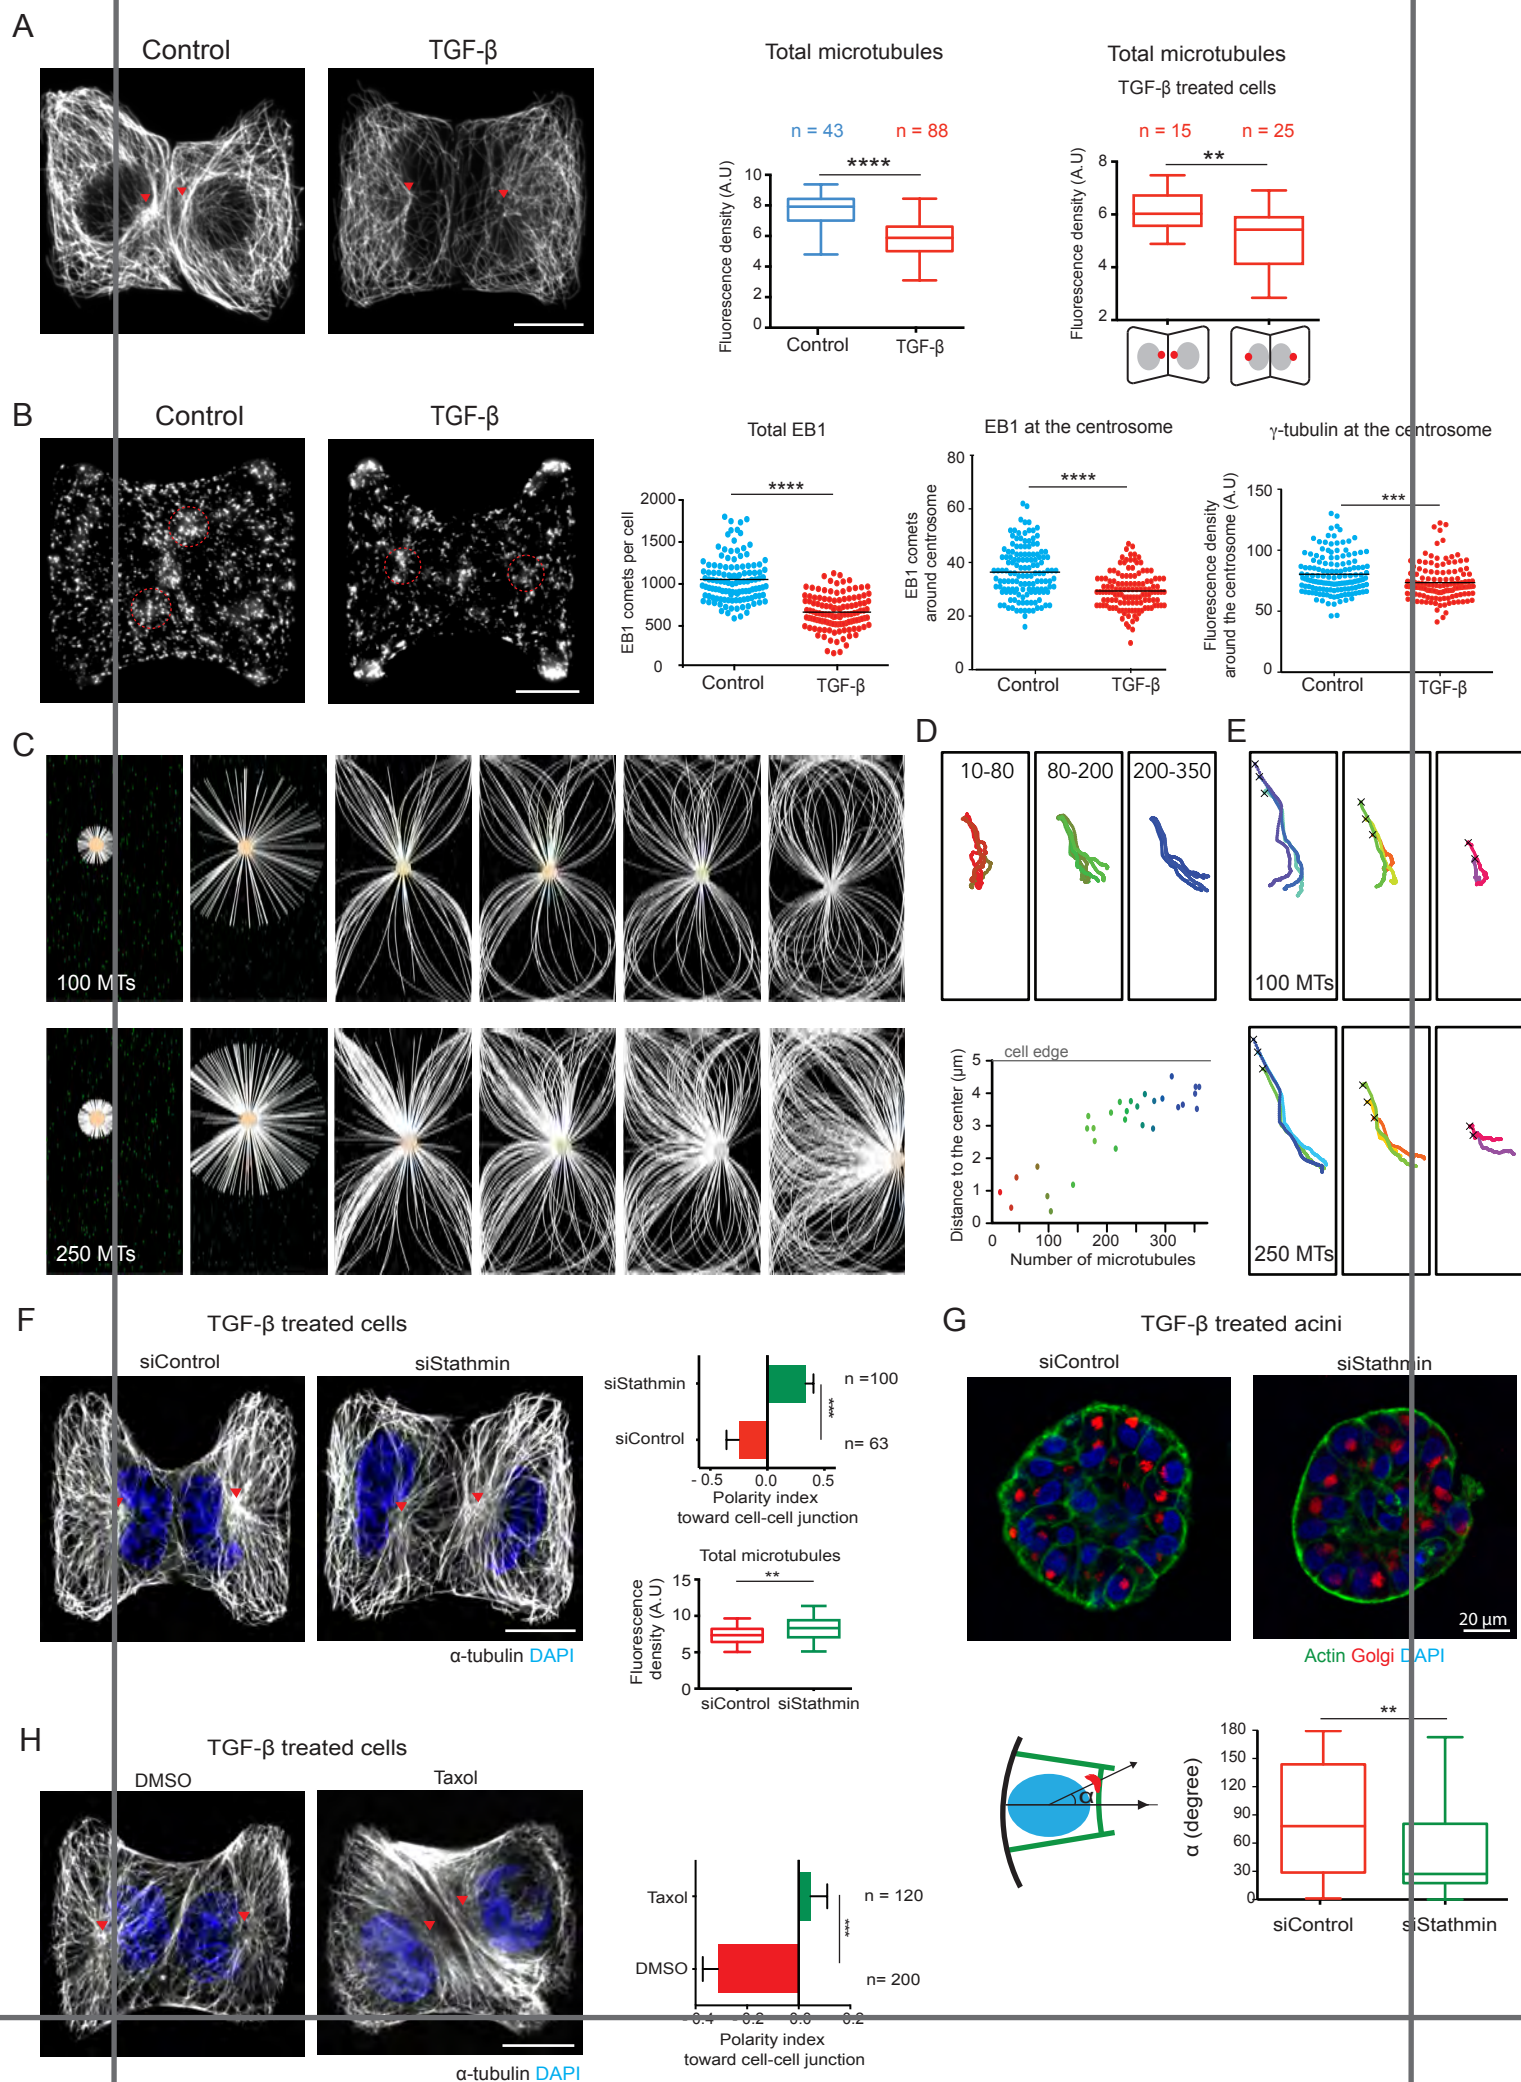 A
Control
TGF-β
Total microtubules
n = 43
n = 88
****
Fluorescence density (A.U)
10
8
6
4
2
0
Control
TGF-β
Total microtubules
TGF-β treated cells
n = 15
n = 25
**
Fluorescence density (A.U)
8
6
4
2
B
Control
TGF-β
Total EB1
****
EB1 comets per cell
2000
1500
1000
500
0
Control
TGF-β
EB1 at the centrosome
****
EB1 comets
around centrosome
80
60
40
20
0
Control
TGF-β
γ-tubulin at the centrosome
***
Fluorescence density
around the centrosome (A.U)
150
100
50
0
Control
TGF-β
C
100 MTs
250 MTs
D
10-80
80-200
200-350
cell edge
Distance to the center (µm)
5
4
3
2
1
0
0
100
200
300
Number of microtubules
E
100 MTs
250 MTs
F
TGF-β treated cells
siControl
siStathmin
α-tubulin DAPI
siStathmin
siControl
n =100
n= 63
****
- 0.5
0.0
0.5
Polarity index
toward cell-cell junction
Total microtubules
**
Fluorescence
density (A.U)
15
10
5
0
siControl
siStathmin
G
TGF-β treated acini
siControl
siStathmin
20 µm
Actin Golgi DAPI
α
**
α (degree)
180
150
120
90
60
30
0
siControl
siStathmin
H
TGF-β treated cells
DMSO
Taxol
α-tubulin DAPI
Taxol
DMSO
n = 120
n= 200
***
-0.4
-0.2
0.0
0.2
Polarity index
toward cell-cell junction